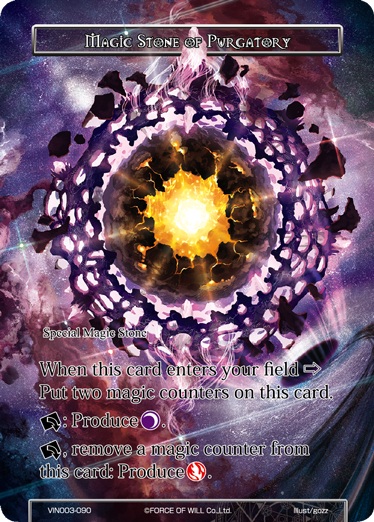 Magic Stone of Purgatory
Special Magic Stone
When this card enters your field ⇨
Put two magic counters on this card.
: Produce .
, remove a magic counter from
this card: Produce .
VIN003-090 ©FORCE OF WILL Co.,Ltd. Illust/gozz